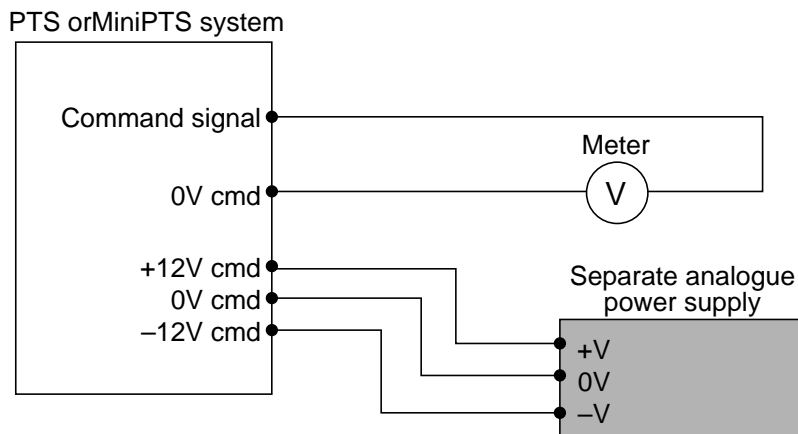 PTS orMiniPTS system
Command signal
Meter
V
0V cmd
+12V cmd
0V cmd
–12V cmd
Separate analogue
power supply
+V
0V
–V